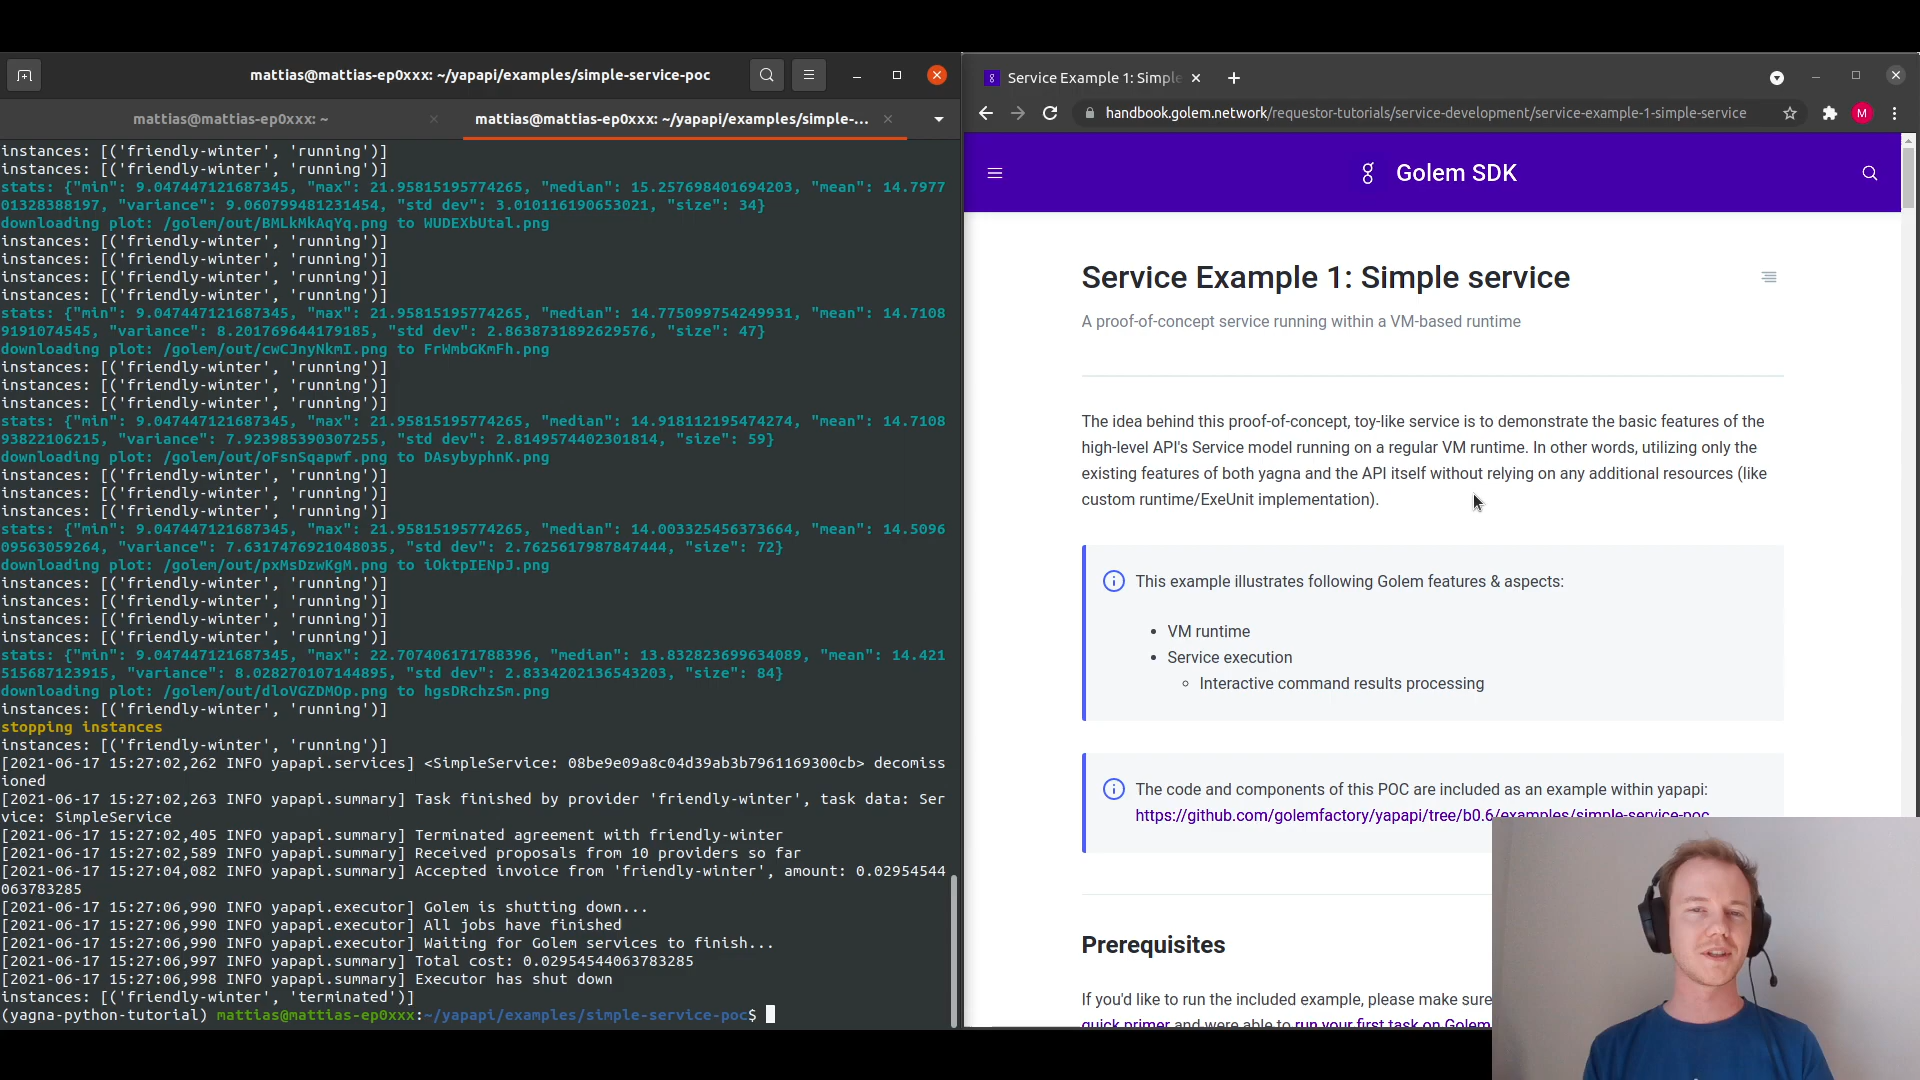 mattias@mattias-ep0xxx: ~/yapapi/examples/simple-service-poc
mattias@mattias-ep0xxx: ~
mattias@mattias-ep0xxx: ~/yapapi/examples/simple-...
instances: [('friendly-winter', 'running')]
instances: [('friendly-winter', 'running')]
stats: {"min": 9.047447121687345, "max": 21.95815195774265, "median": 15.257698401694203, "mean": 14.7977
01328388197, "variance": 9.060799481231454, "std dev": 3.010116190653021, "size": 34}
downloading plot: /golem/out/BMLkMkAqYq.png to WUDEXbUtal.png
instances: [('friendly-winter', 'running')]
instances: [('friendly-winter', 'running')]
instances: [('friendly-winter', 'running')]
instances: [('friendly-winter', 'running')]
stats: {"min": 9.047447121687345, "max": 21.95815195774265, "median": 14.775099754249931, "mean": 14.7108
9191074545, "variance": 8.201769644179185, "std dev": 2.8638731892629576, "size": 47}
downloading plot: /golem/out/cwCJnyNkmI.png to FrWmbGKmFh.png
instances: [('friendly-winter', 'running')]
instances: [('friendly-winter', 'running')]
instances: [('friendly-winter', 'running')]
stats: {"min": 9.047447121687345, "max": 21.95815195774265, "median": 14.918112195474274, "mean": 14.7108
93822106215, "variance": 7.923985390307255, "std dev": 2.8149574402301814, "size": 59}
downloading plot: /golem/out/oFsnSqapwf.png to DAsybyphnK.png
instances: [('friendly-winter', 'running')]
instances: [('friendly-winter', 'running')]
instances: [('friendly-winter', 'running')]
stats: {"min": 9.047447121687345, "max": 21.95815195774265, "median": 14.003325456373664, "mean": 14.5096
09563059264, "variance": 7.6317476921048035, "std dev": 2.7625617987847444, "size": 72}
downloading plot: /golem/out/pxMsDzwKgM.png to iOktpIENpJ.png
instances: [('friendly-winter', 'running')]
instances: [('friendly-winter', 'running')]
instances: [('friendly-winter', 'running')]
instances: [('friendly-winter', 'running')]
stats: {"min": 9.047447121687345, "max": 22.707406171788396, "median": 13.832823699634089, "mean": 14.421
515687123915, "variance": 8.028270107144895, "std dev": 2.8334202136543203, "size": 84}
downloading plot: /golem/out/dloVGZDMOp.png to hgsDRchzSm.png
instances: [('friendly-winter', 'running')]
stopping instances
instances: [('friendly-winter', 'running')]
[2021-06-17 15:27:02,262 INFO yapapi.services] <SimpleService: 08be9e09a8c04d39ab3b7961169300cb> decomiss
ioned
[2021-06-17 15:27:02,263 INFO yapapi.summary] Task finished by provider 'friendly-winter', task data: Ser
vice: SimpleService
[2021-06-17 15:27:02,405 INFO yapapi.summary] Terminated agreement with friendly-winter
[2021-06-17 15:27:02,589 INFO yapapi.summary] Received proposals from 10 providers so far
[2021-06-17 15:27:04,082 INFO yapapi.summary] Accepted invoice from 'friendly-winter', amount: 0.02954544
063783285
[2021-06-17 15:27:06,990 INFO yapapi.executor] Golem is shutting down...
[2021-06-17 15:27:06,990 INFO yapapi.executor] All jobs have finished
[2021-06-17 15:27:06,990 INFO yapapi.executor] Waiting for Golem services to finish...
[2021-06-17 15:27:06,997 INFO yapapi.summary] Total cost: 0.02954544063783285
[2021-06-17 15:27:06,998 INFO yapapi.summary] Executor has shut down
instances: [('friendly-winter', 'terminated')]
(yagna-python-tutorial) mattias@mattias-ep0xxx:~/yapapi/examples/simple-service-poc$
Service Example 1: Simple
handbook.golem.network/requestor-tutorials/service-development/service-example-1-simple-service
M
Golem SDK
Service Example 1: Simple service
A proof-of-concept service running within a VM-based runtime
The idea behind this proof-of-concept, toy-like service is to demonstrate the basic features of the
high-level API's Service model running on a regular VM runtime. In other words, utilizing only the
existing features of both yagna and the API itself without relying on any additional resources (like
custom runtime/ExeUnit implementation).
This example illustrates following Golem features & aspects:
• VM runtime
• Service execution
◦ Interactive command results processing
The code and components of this POC are included as an example within yapapi:
https://github.com/golemfactory/yapapi/tree/b0.6/examples/simple-service-poc
Prerequisites
If you'd like to run the included example, please make sure
quick primer and were able to run your first task on Golem